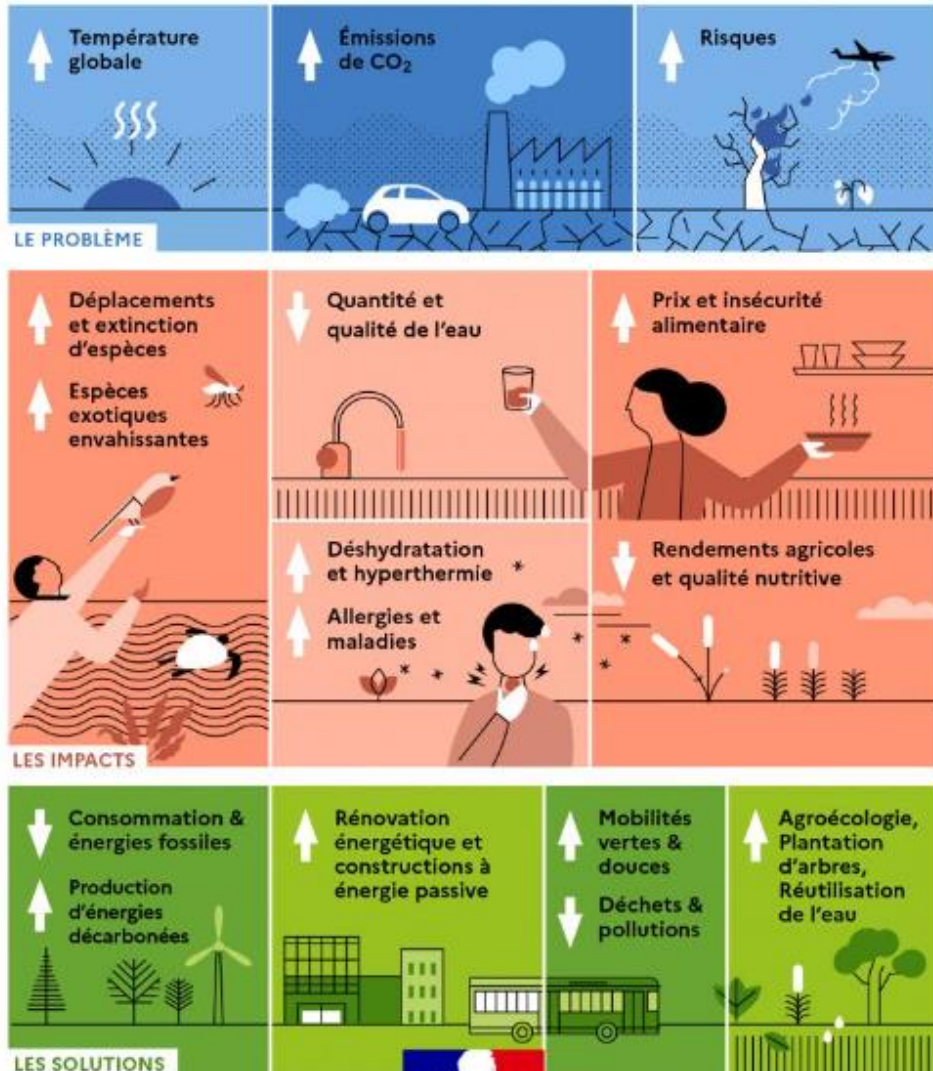 Température
globale
Émissions
de CO₂
Risques
LE PROBLÈME
Déplacements
et extinction
d'espèces
Espèces
exotiques
envahissantes
Quantité et
qualité de l'eau
Prix et insécurité
alimentaire
Déshydratation
et hyperthermie
Allergies et
maladies
Rendements agricoles
et qualité nutritive
LES IMPACTS
Consommation &
énergies fossiles
Production
d'énergies
décarbonées
Rénovation
énergétique et
constructions à
énergie passive
Mobilités
vertes &
douces
Déchets &
pollutions
Agroécologie,
Plantation
d'arbres,
Réutilisation
de l'eau
LES SOLUTIONS